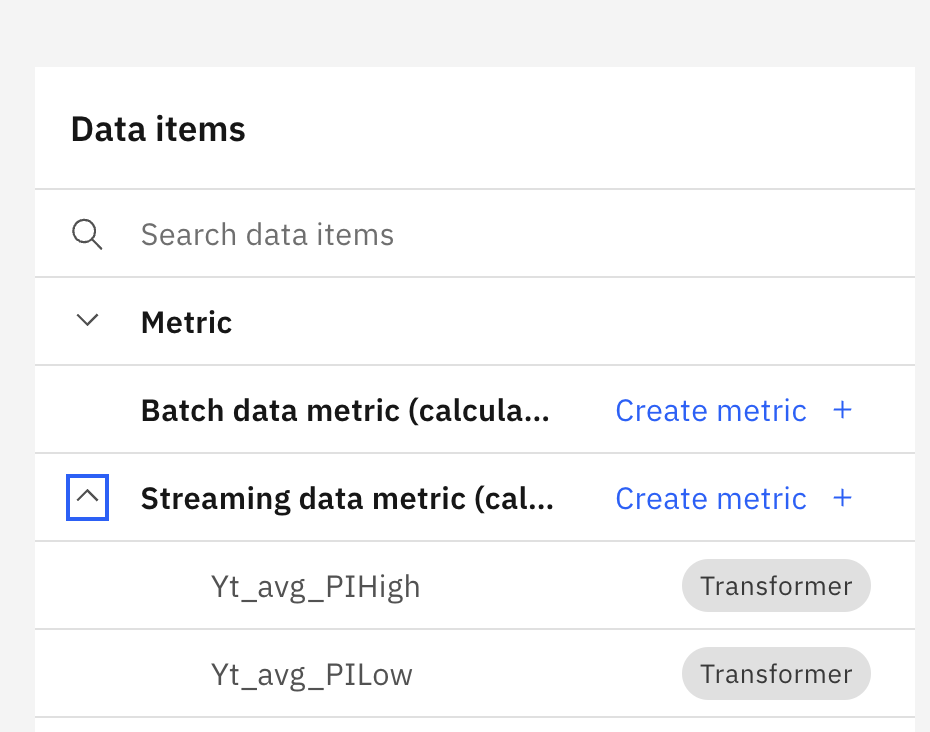 Data items
Search data items
Metric
Batch data metric (calcula... Create metric +
Streaming data metric (cal... Create metric +
Yt_avg_PIHigh Transformer
Yt_avg_PILow Transformer